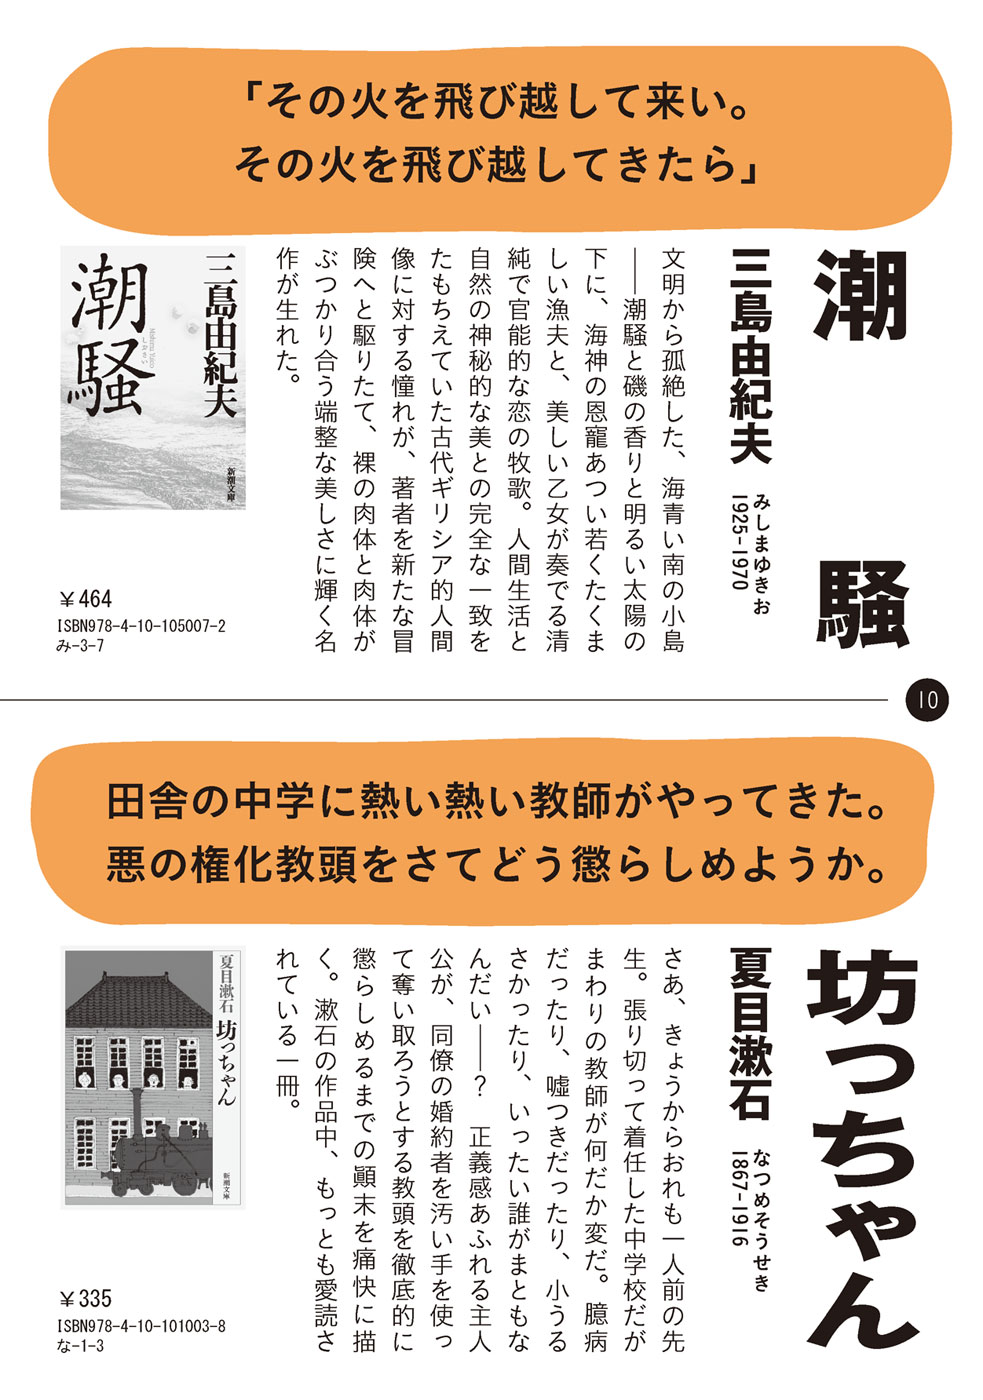 「その火を飛び越して来い。
その火を飛び越してきたら」
潮騒
三島由紀夫
みしまゆきお
1925-1970
文明から孤絶した、海青い南の小島
――潮騒と磯の香りと明るい太陽の
下に、海神の恩寵あつい若くたくま
しい漁夫と、美しい乙女が奏でる清
純で官能的な恋の牧歌。人間生活と
自然の神秘的な美との完全な一致を
たもちえていた古代ギリシア的人間
像に対する憧れが、著者を新たな冒
険へと駆りたて、裸の肉体と肉体が
ぶつかり合う端整な美しさに輝く名
作が生れた。
三島由紀夫
潮騒
しおさい
新潮文庫
￥464
ISBN978-4-10-105007-2
み-3-7
10
田舎の中学に熱い熱い教師がやってきた。
悪の権化教頭をさてどう懲らしめようか。
坊っちゃん
夏目漱石
なつめそうせき
1867-1916
さあ、きょうからおれも一人前の先
生。張り切って着任した中学校だが
まわりの教師が何だか変だ。臆病
だったり、嘘つきだったり、小うる
さかったり、いったい誰がまともな
んだい――？　正義感あふれる主人
公が、同僚の婚約者を汚い手を使っ
て奪い取ろうとする教頭を徹底的に
懲らしめるまでの顚末を痛快に描
く。漱石の作品中、もっとも愛読さ
れている一冊。
夏目漱石 坊っちゃん
新潮文庫
￥335
ISBN978-4-10-101003-8
な-1-3